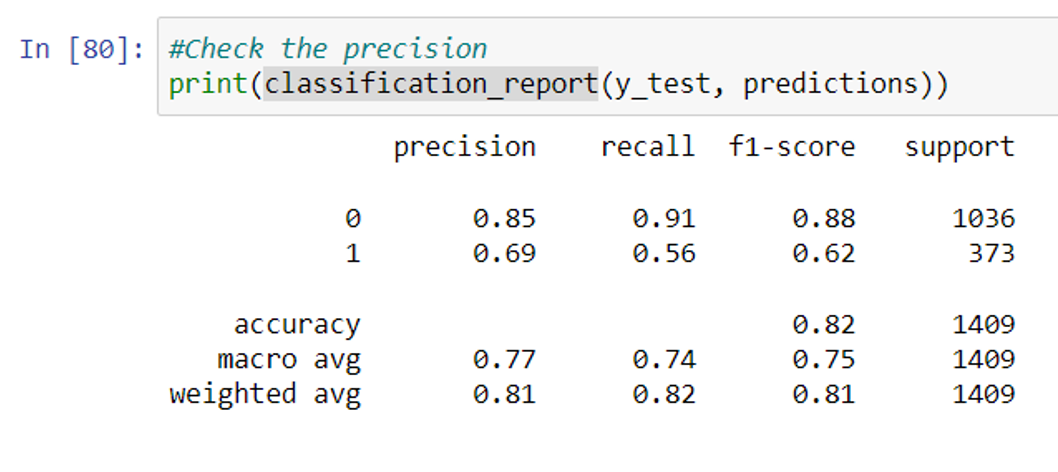 In [80]: #Check the precision
print(classification_report(y_test, predictions))
precision recall f1-score support
0 0.85 0.91 0.88 1036
1 0.69 0.56 0.62 373
accuracy 0.82 1409
macro avg 0.77 0.74 0.75 1409
weighted avg 0.81 0.82 0.81 1409